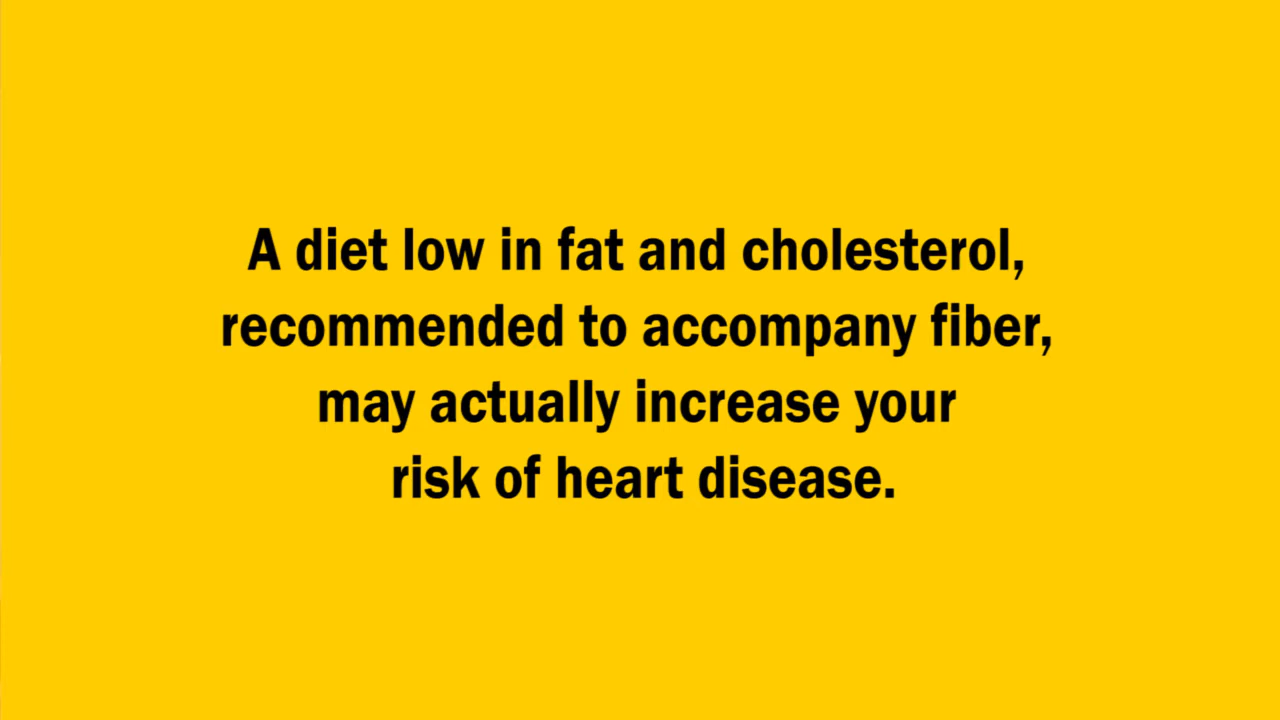 A diet low in fat and cholesterol,
recommended to accompany fiber,
may actually increase your
risk of heart disease.